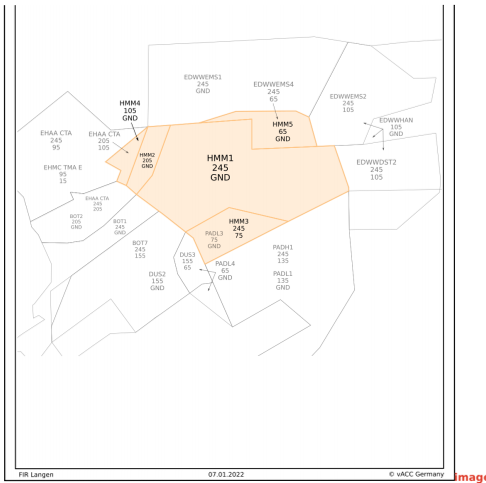 EDWWEMS1
245
GND
EDWWEMS4
245
65
EDWWEMS2
245
105
HMM4
105
GND
EDWWHAN
105
GND
HMM5
65
GND
EHAA CTA
245
95
EHAA CTA
205
105
HMM2
205
GND
HMM1
245
GND
EDWWDST2
245
105
EHMC TMA E
95
15
EHAA CTA
245
205
BOT2
205
GND
BOT1
245
GND
HMM3
245
75
PADL3
75
GND
BOT7
245
155
DUS3
155
65
PADH1
245
135
PADL4
65
GND
DUS2
155
GND
PADL1
135
GND
FIR Langen
07.01.2022
© vACC Germany
image